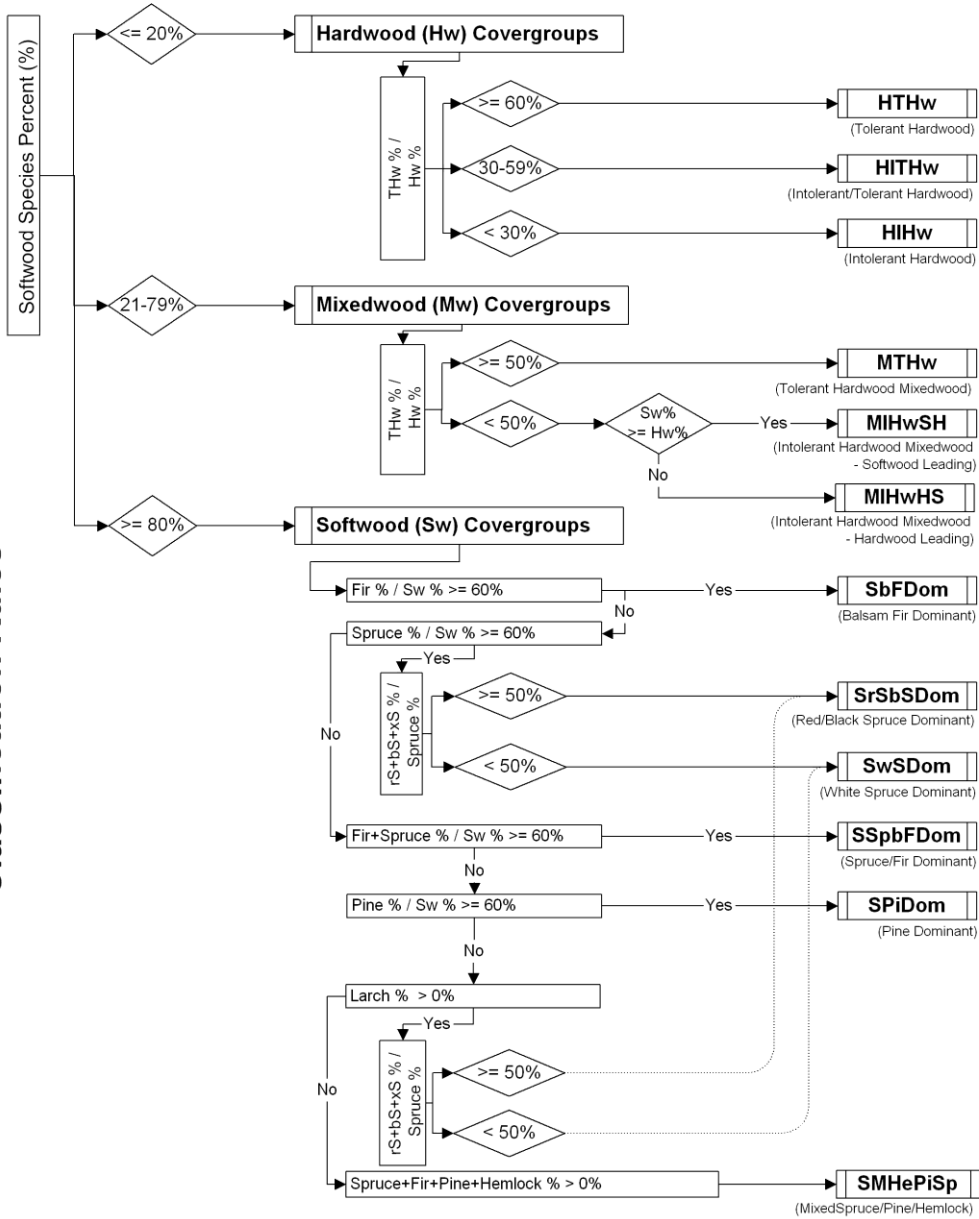 Softwood Species Percent (%)
<= 20%
Hardwood (Hw) Covergroups
THw % /
Hw %
>= 60%
HTHw
(Tolerant Hardwood)
30-59%
HITHw
(Intolerant/Tolerant Hardwood)
< 30%
HIHw
(Intolerant Hardwood)
21-79%
Mixedwood (Mw) Covergroups
THw % /
Hw %
>= 50%
MTHw
(Tolerant Hardwood Mixedwood)
< 50%
Sw%
>= Hw%
Yes
MIHwSH
(Intolerant Hardwood Mixedwood
- Softwood Leading)
No
MIHwHS
(Intolerant Hardwood Mixedwood
- Hardwood Leading)
>= 80%
Softwood (Sw) Covergroups
Fir % / Sw % >= 60%
Yes
SbFDom
(Balsam Fir Dominant)
No
Spruce % / Sw % >= 60%
Yes
rS+bS+xS % /
Spruce %
>= 50%
SrSbSDom
(Red/Black Spruce Dominant)
No
< 50%
SwSDom
(White Spruce Dominant)
Fir+Spruce % / Sw % >= 60%
Yes
SSpbFDom
(Spruce/Fir Dominant)
No
Pine % / Sw % >= 60%
Yes
SPiDom
(Pine Dominant)
No
Larch % > 0%
Yes
rS+bS+xS % /
Spruce %
>= 50%
No
< 50%
Spruce+Fir+Pine+Hemlock % > 0%
SMHePiSp
(MixedSpruce/Pine/Hemlock)